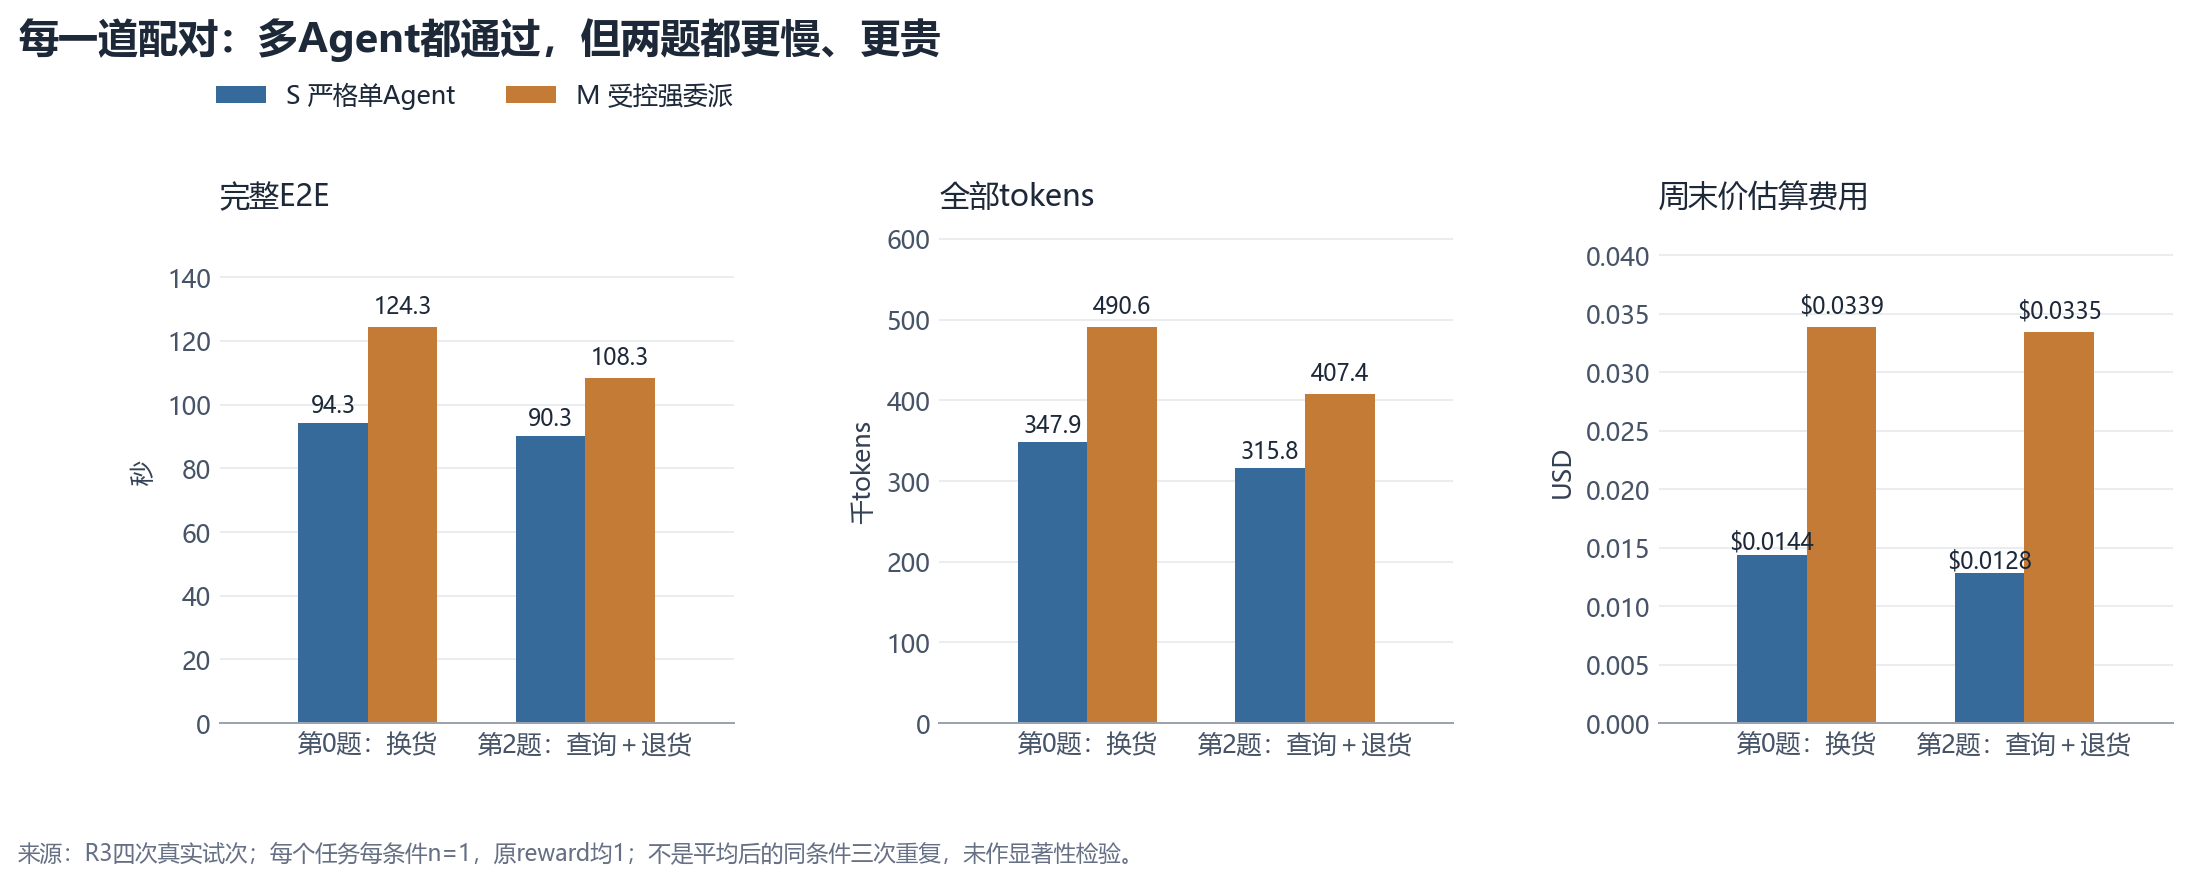 每一道配对：多Agent都通过，但两题都更慢、更贵
S 严格单Agent
M 受控强委派
完整E2E
秒
140
120
100
80
60
40
20
0
94.3
124.3
90.3
108.3
第0题：换货
第2题：查询＋退货
全部tokens
千tokens
600
500
400
300
200
100
0
347.9
490.6
315.8
407.4
第0题：换货
第2题：查询＋退货
周末价估算费用
USD
0.040
0.035
0.030
0.025
0.020
0.015
0.010
0.005
0.000
$0.0144
$0.0339
$0.0128
$0.0335
第0题：换货
第2题：查询＋退货
来源：R3四次真实试次；每个任务每条件n=1，原reward均1；不是平均后的同条件三次重复，未作显著性检验。